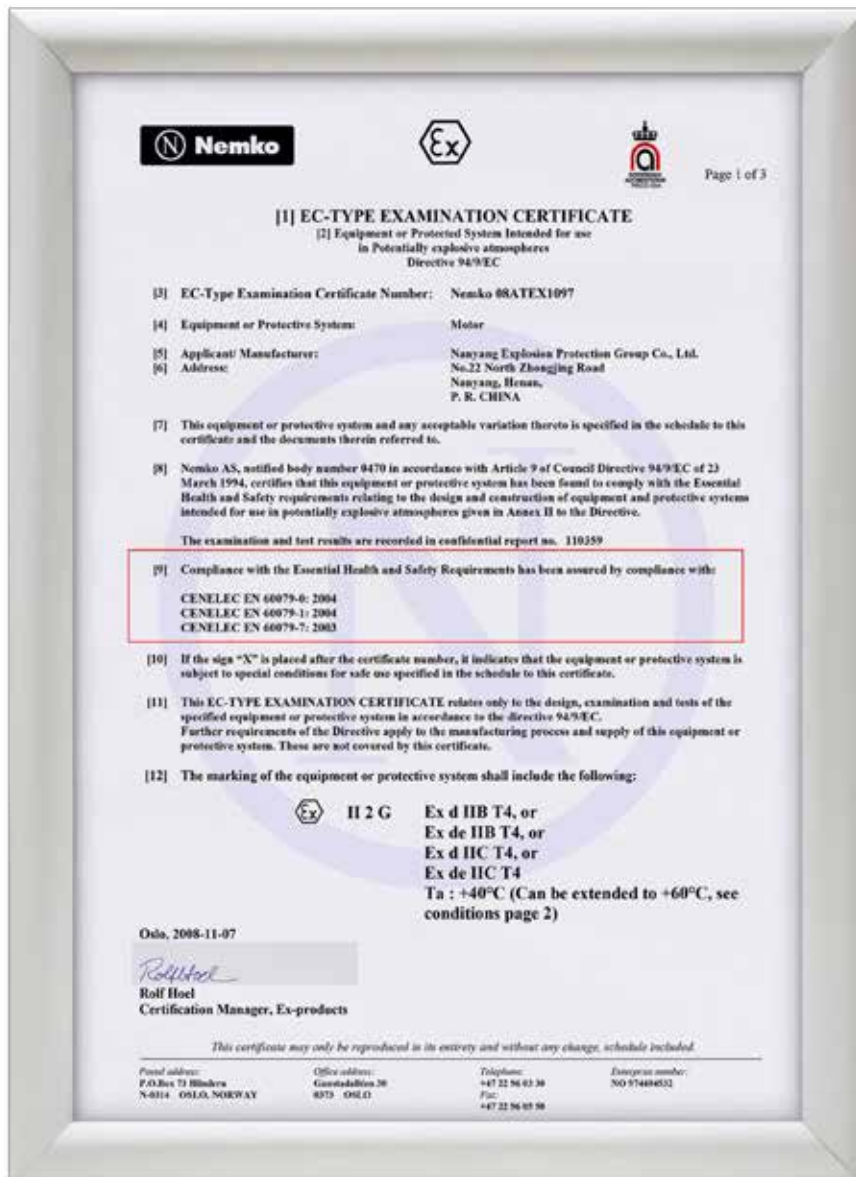 N Nemko
Ex
Page 1 of 3
[1] EC-TYPE EXAMINATION CERTIFICATE
[2] Equipment or Protected System Intended for use
in Potentially explosive atmospheres
Directive 94/9/EC
[3] EC-Type Examination Certificate Number: Nemko 08ATEX1097
[4] Equipment or Protective System: Motor
[5] Applicant/ Manufacturer: Nanyang Explosion Protection Group Co., Ltd.
[6] Address: No.22 North Zhongjing Road
Nanyang, Henan,
P. R. CHINA
[7] This equipment or protective system and any acceptable variation thereto is specified in the schedule to this
certificate and the documents therein referred to.
[8] Nemko AS, notified body number 0470 in accordance with Article 9 of Council Directive 94/9/EC of 23
March 1994, certifies that this equipment or protective system has been found to comply with the Essential
Health and Safety requirements relating to the design and construction of equipment and protective systems
intended for use in potentially explosive atmospheres given in Annex II to the Directive.
The examination and test results are recorded in confidential report no. 110359
[9] Compliance with the Essential Health and Safety Requirements has been assured by compliance with:
CENELEC EN 60079-0: 2004
CENELEC EN 60079-1: 2004
CENELEC EN 60079-7: 2003
[10] If the sign “X” is placed after the certificate number, it indicates that the equipment or protective system is
subject to special conditions for safe use specified in the schedule to this certificate.
[11] This EC-TYPE EXAMINATION CERTIFICATE relates only to the design, examination and tests of the
specified equipment or protective system in accordance to the directive 94/9/EC.
Further requirements of the Directive apply to the manufacturing process and supply of this equipment or
protective system. These are not covered by this certificate.
[12] The marking of the equipment or protective system shall include the following:
Ex II 2 G Ex d IIB T4, or
Ex de IIB T4, or
Ex d IIC T4, or
Ex de IIC T4
Ta : +40°C (Can be extended to +60°C, see
conditions page 2)
Oslo, 2008-11-07
Rolf Hoel
Rolf Hoel
Certification Manager, Ex-products
This certificate may only be reproduced in its entirety and without any change, schedule included.
Postal address: Office address: Telephone: Enterprise number:
P.O.Box 73 Blindern Gaustadalléen 30 +47 22 96 03 30 NO 974404532
N-0314 OSLO, NORWAY 0373 OSLO Fax:
+47 22 96 05 50